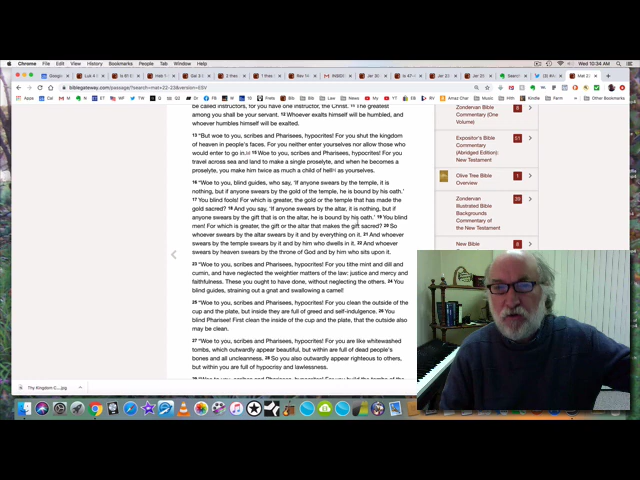 Chrome File Edit View History Bookmarks People Tab Window Help
Wed 10:34 AM
biblegateway.com/passage/?search=mat+22-23&version=ESV
be called instructors, for you have one instructor, the Christ. 11 The greatest
among you shall be your servant. 12 Whoever exalts himself will be humbled, and
whoever humbles himself will be exalted.
13 "But woe to you, scribes and Pharisees, hypocrites! For you shut the kingdom
of heaven in people's faces. For you neither enter yourselves nor allow those
who would enter to go in. 15 Woe to you, scribes and Pharisees, hypocrites! For you
travel across sea and land to make a single proselyte, and when he becomes a
proselyte, you make him twice as much a child of hell as yourselves.
16 "Woe to you, blind guides, who say, 'If anyone swears by the temple, it is
nothing, but if anyone swears by the gold of the temple, he is bound by his oath.'
17 You blind fools! For which is greater, the gold or the temple that has made the
gold sacred? 18 And you say, 'If anyone swears by the altar, it is nothing, but if
anyone swears by the gift that is on the altar, he is bound by his oath.' 19 You blind
men! For which is greater, the gift or the altar that makes the gift sacred? 20 So
whoever swears by the altar swears by it and by everything on it. 21 And whoever
swears by the temple swears by it and by him who dwells in it. 22 And whoever
swears by heaven swears by the throne of God and by him who sits upon it.
23 "Woe to you, scribes and Pharisees, hypocrites! For you tithe mint and dill and
cumin, and have neglected the weightier matters of the law: justice and mercy and
faithfulness. These you ought to have done, without neglecting the others. 24 You
blind guides, straining out a gnat and swallowing a camel!
25 "Woe to you, scribes and Pharisees, hypocrites! For you clean the outside of
the cup and the plate, but inside they are full of greed and self-indulgence. 26 You
blind Pharisee! First clean the inside of the cup and the plate, that the outside also
may be clean.
27 "Woe to you, scribes and Pharisees, hypocrites! For you are like whitewashed
tombs, which outwardly appear beautiful, but within are full of dead people's
bones and all uncleanness. 28 So you also outwardly appear righteous to others,
but within you are full of hypocrisy and lawlessness.
Bible
Commentary (One
Volume)
Expositor's Bible
Commentary
(Abridged Edition):
New Testament
51
Olive Tree Bible
Overview
1
Zondervan
Illustrated Bible
Backgrounds
Commentary of
the New Testament
39
New Bible
Thy Kingdom C....jpg